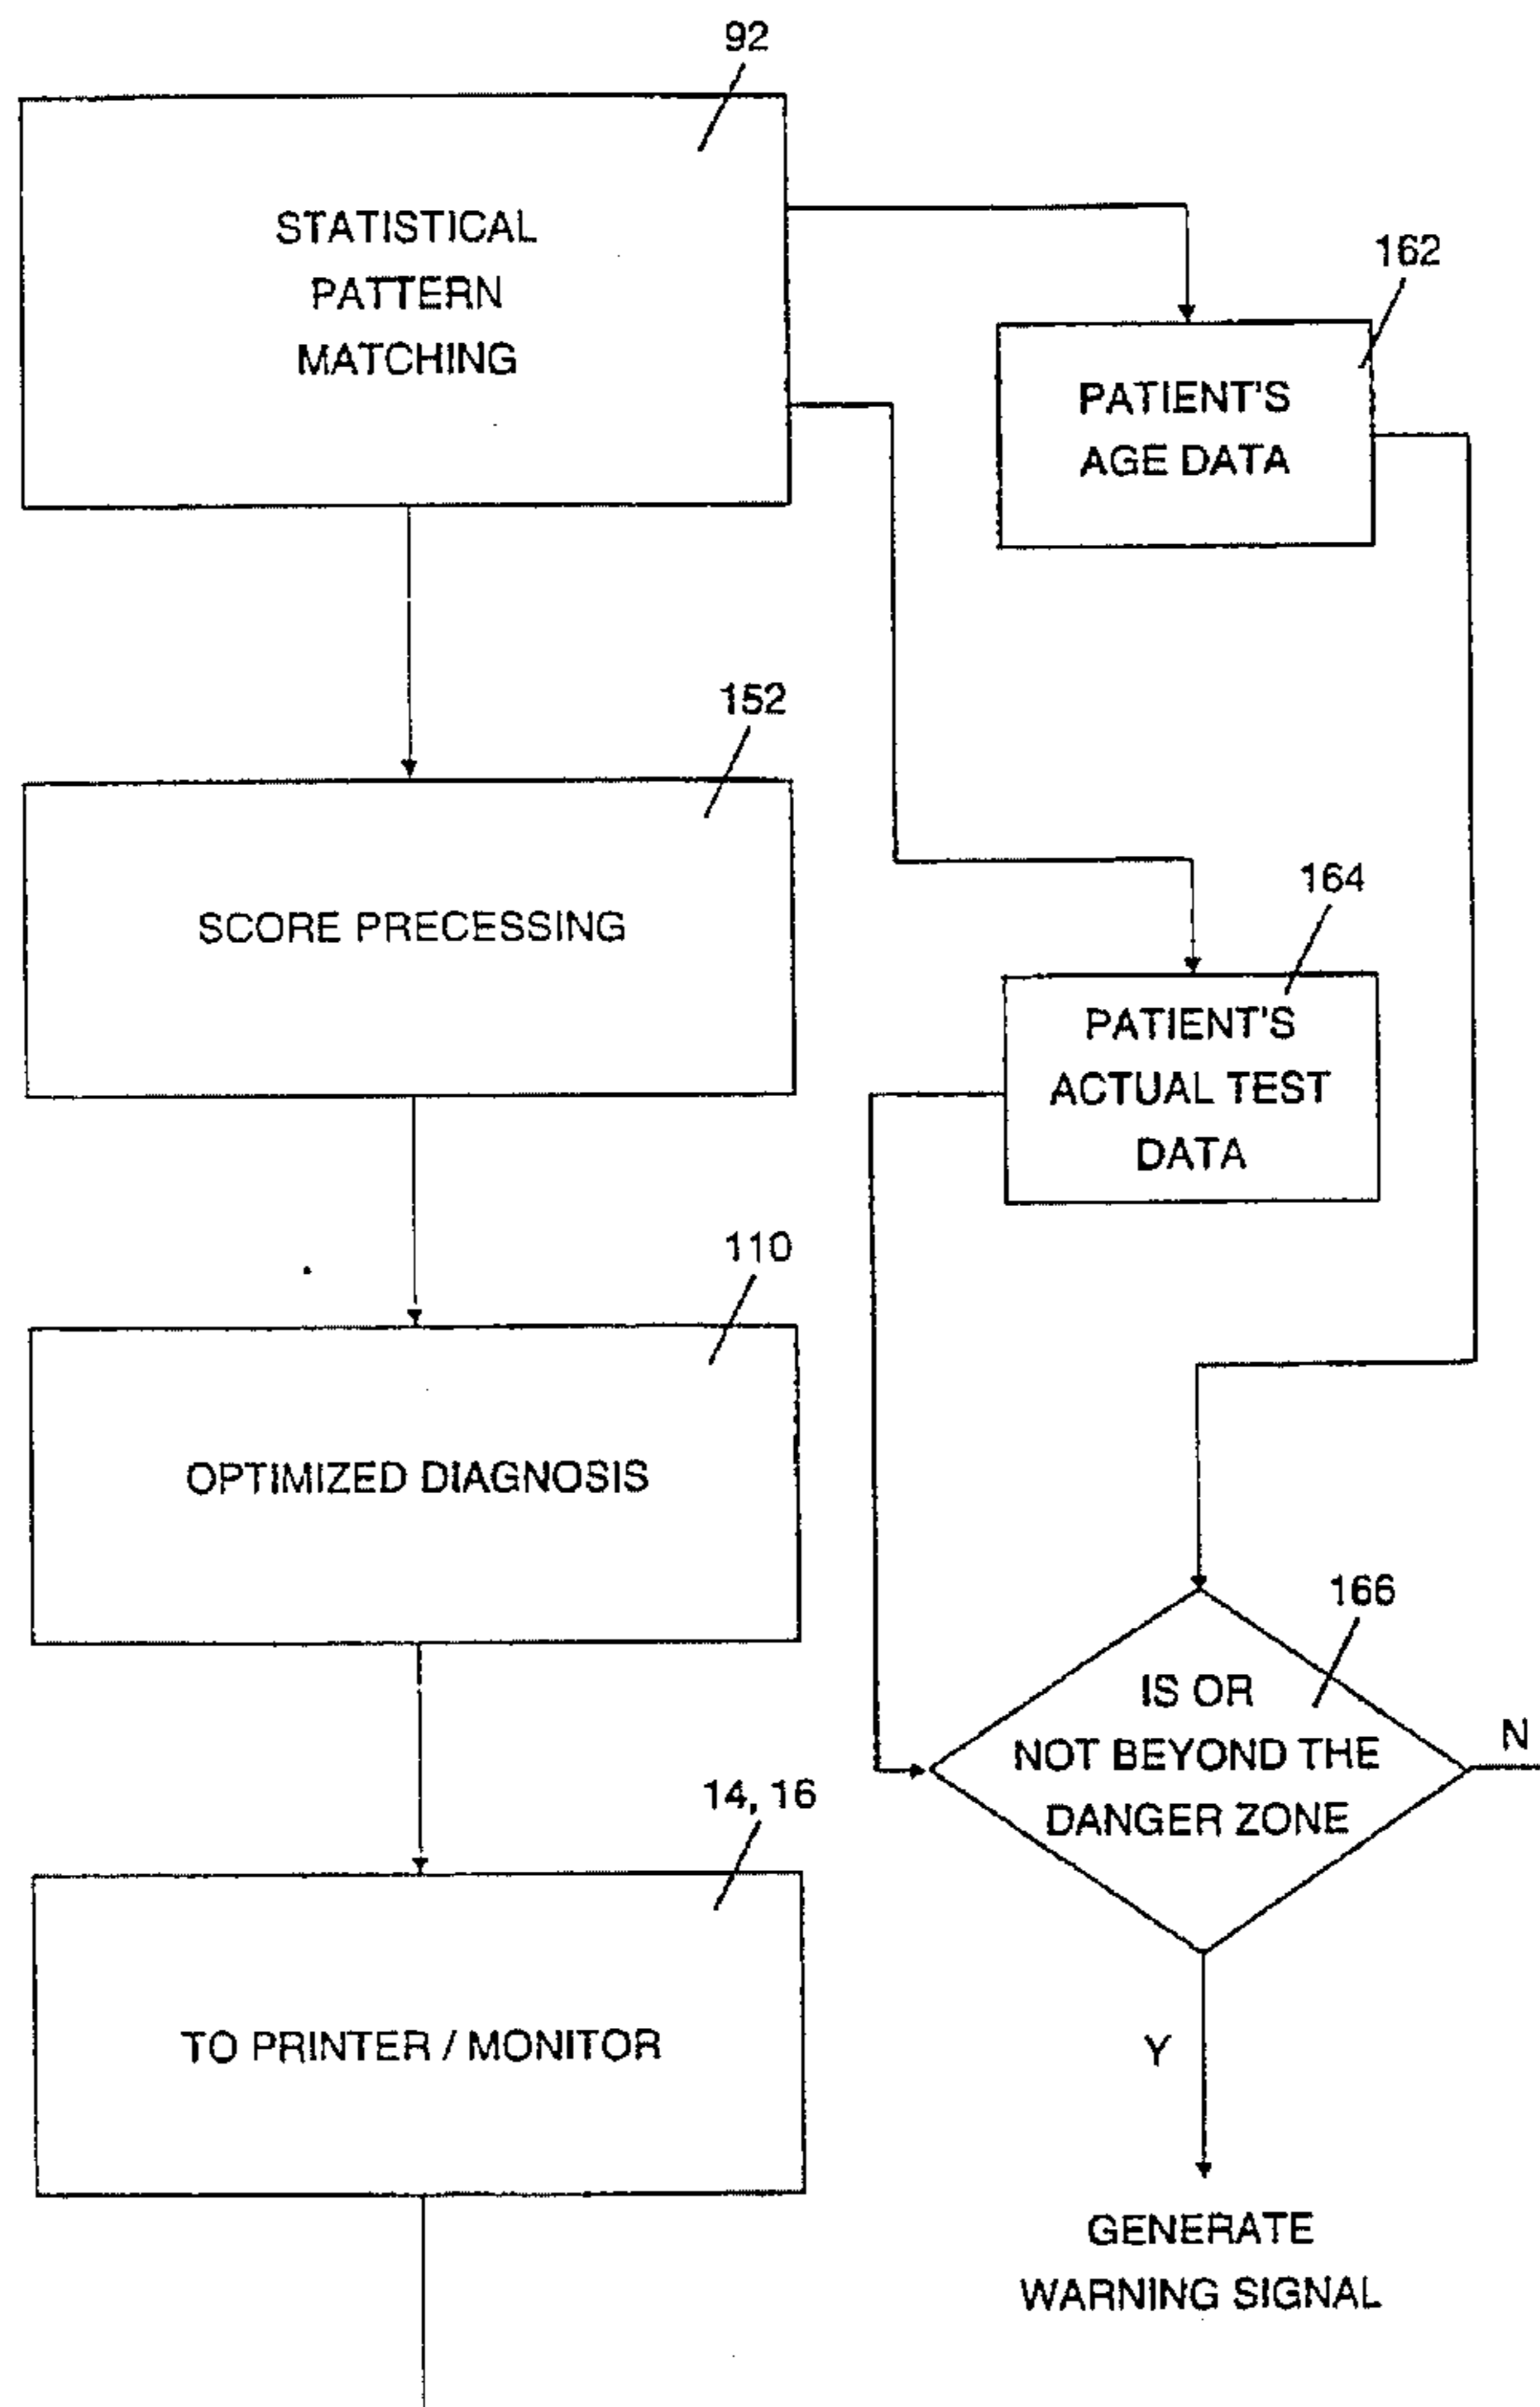 92
STATISTICAL
PATTERN
MATCHING
162
PATIENT'S
AGE DATA
152
SCORE PRECESSING
164
PATIENT'S
ACTUAL TEST
DATA
110
OPTIMIZED DIAGNOSIS
166
IS OR
NOT BEYOND THE
DANGER ZONE
N
14, 16
TO PRINTER / MONITOR
Y
GENERATE
WARNING SIGNAL